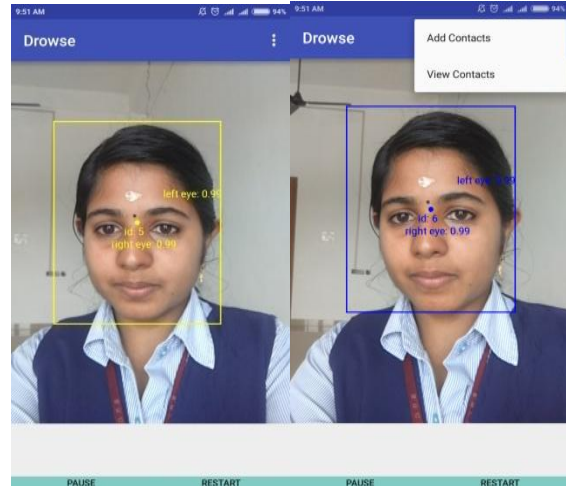 9:51 AM 94%
Drowse
left eye: 0.99
id: 5
right eye: 0.99
PAUSE RESTART
9:51 AM 94%
Drowse
Add Contacts
View Contacts
left eye: 0.99
id: 6
right eye: 0.99
PAUSE RESTART